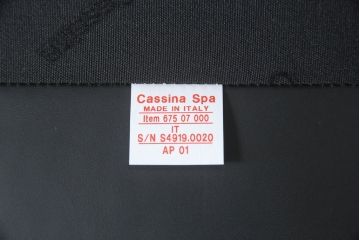 Cassina Spa
MADE IN ITALY
Item 675 07 000
IT
S/N S4919.0020
AP 01